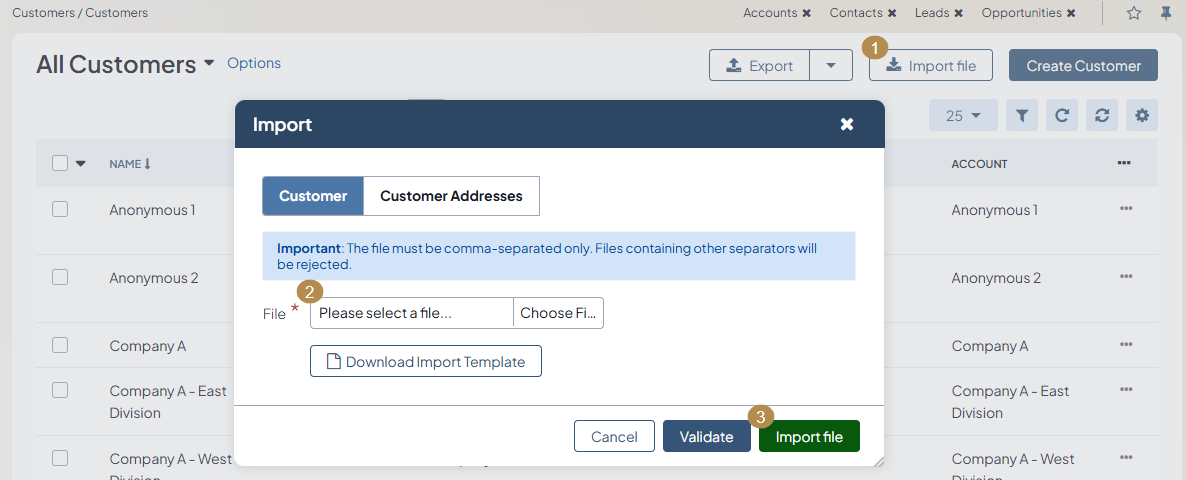 Customers / Customers
Accounts ✖ Contacts ✖ Leads ✖ Opportunities ✖
1
All Customers Options
Export Import file Create Customer
Import
25
NAME ACCOUNT
Customer Customer Addresses
Anonymous 1 Anonymous 1
Important: The file must be comma-separated only. Files containing other separators will
be rejected.
Anonymous 2 Anonymous 2
2
File * Please select a file... Choose Fi...
Company A Company A
Download Import Template
Company A - East
Division
Company A - East
Division
3
Cancel Validate Import file
Company A - West
Company A - West